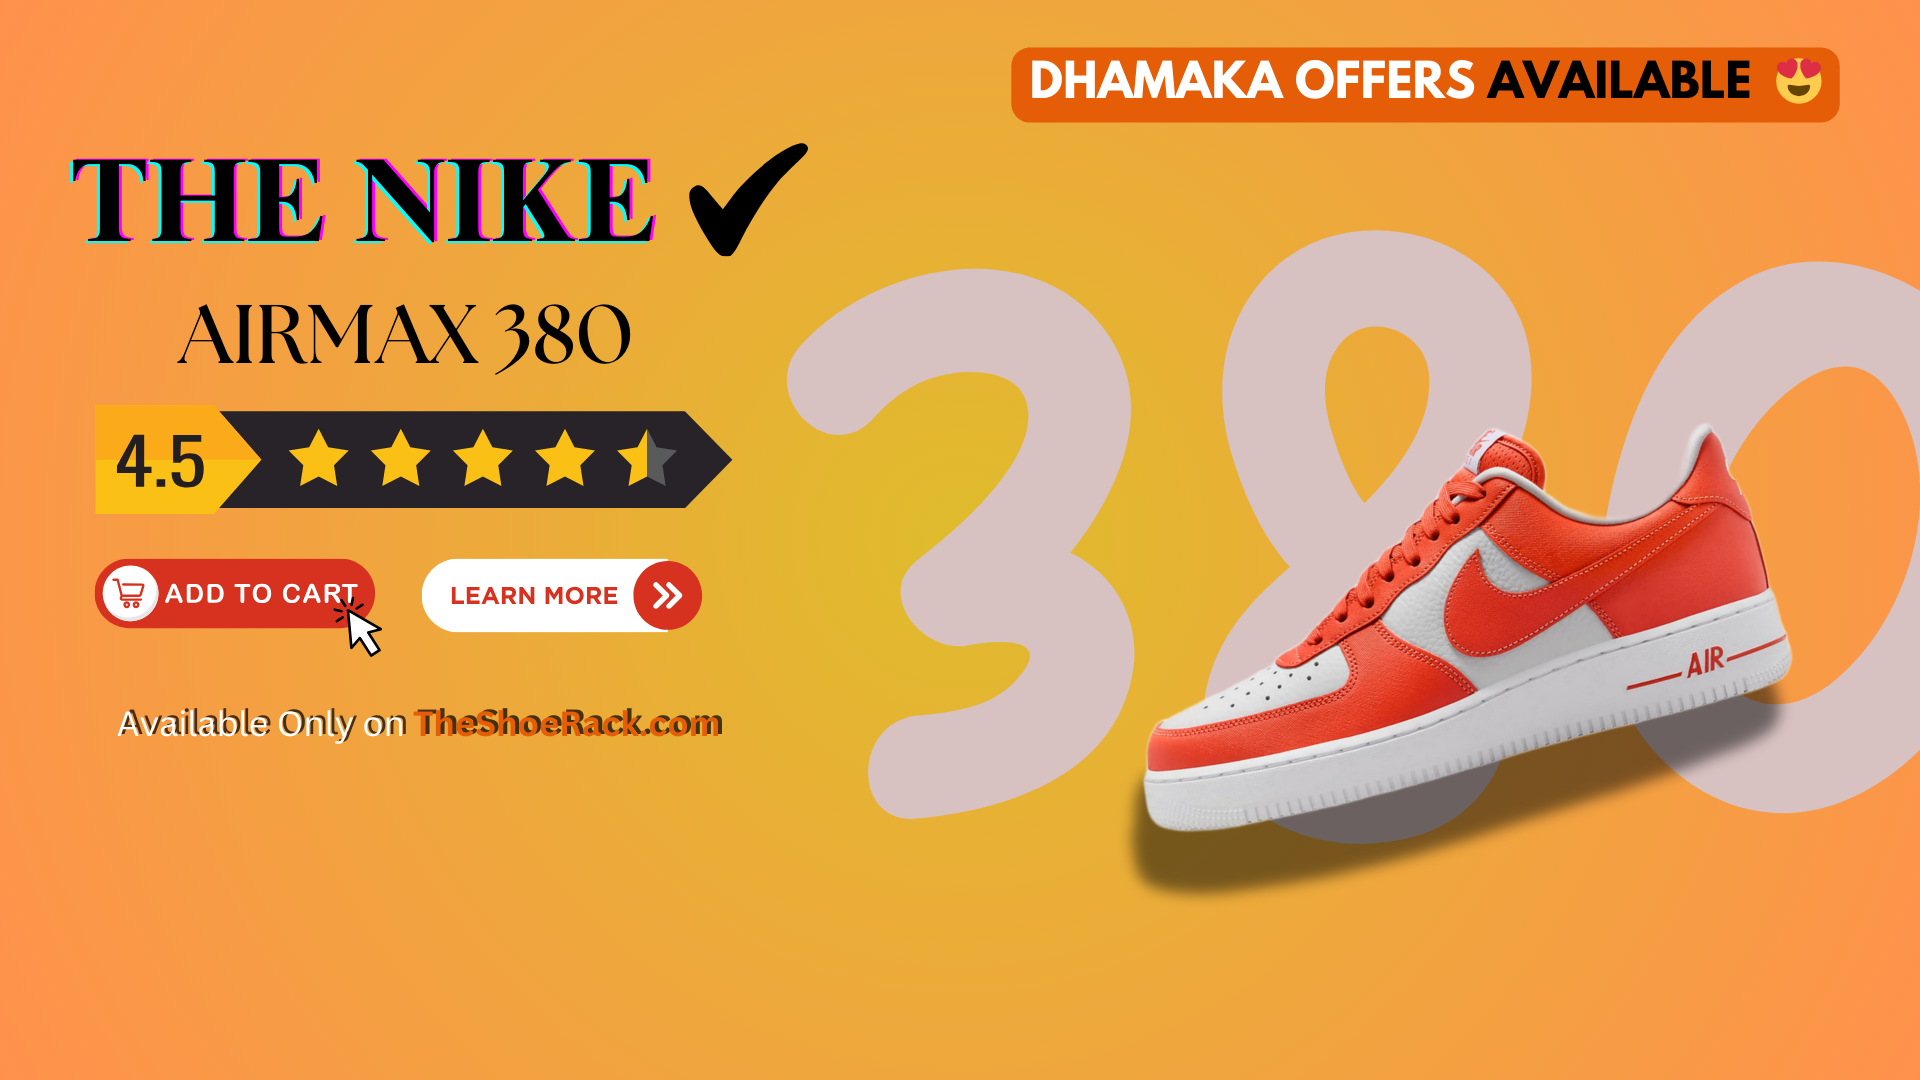 DHAMAKA OFFERS AVAILABLE
THE NIKE
AIRMAX 380
4.5
ADD TO CART
LEARN MORE
Available Only on TheShoeRack.com
380
AIR